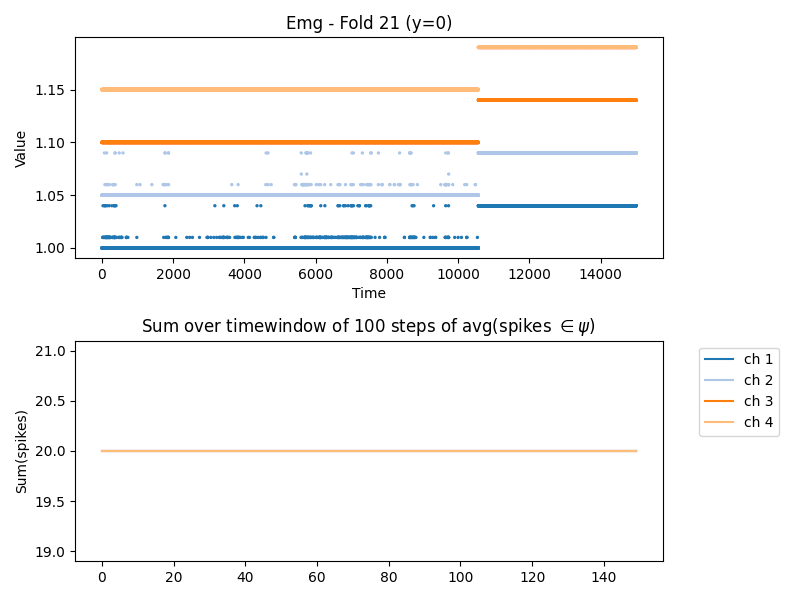 Emg - Fold 21 (y=0)
Value
1.15
1.10
1.05
1.00
0 2000 4000 6000 8000 10000 12000 14000
Time
Sum over timewindow of 100 steps of avg(spikes ∈ψ)
Sum(spikes)
21.0
20.5
20.0
19.5
19.0
0 20 40 60 80 100 120 140
ch 1
ch 2
ch 3
ch 4